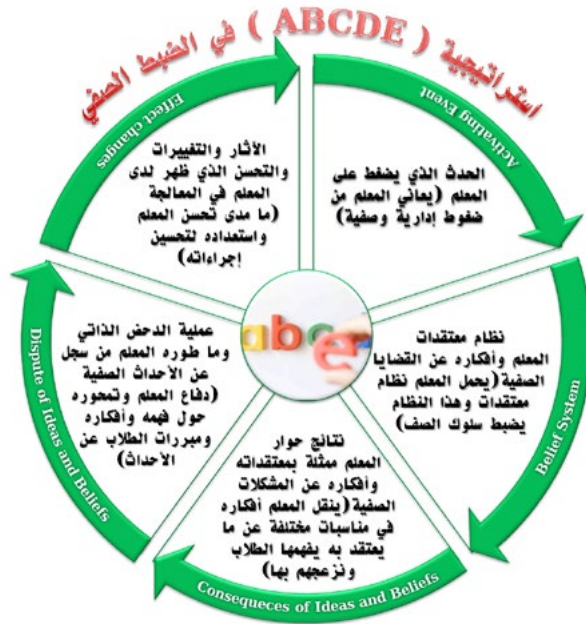 استراتيجية ( ABCDE ) في الضبط الصفي
Activating Event
الحدث الذي يضغط على
المعلم (يعاني المعلم من
ضغوط إدارية وصفية)
Belief System
نظام معتقدات
المعلم وأفكاره عن القضايا
الصفية(يحمل المعلم نظام
معتقدات وهذا النظام
يضبط سلوك الصف)
Consequeces of Ideas and Beliefs
نتائج حوار
المعلم ممثلة بمعتقداته
وأفكاره عن المشكلات
الصفية(ينقل المعلم أفكاره
في مناسبات مختلفة عن ما
يعتقد به يفهمها الطلاب
ونزعجهم بها)
Dispute of Ideas and Beliefs
عملية الدحض الذاتي
وما طوره المعلم من سجل
عن الأحداث الصفية
(دفاع المعلم وتمحوره
حول فهمه وأفكاره
ومبررات الطلاب عن
الأحداث)
Effect changes
الأثار والتغييرات
والتحسن الذي ظهر لدى
المعلم في المعالجة
(ما مدى تحسن المعلم
واستعداده لتحسين
إجراءاته)
abce